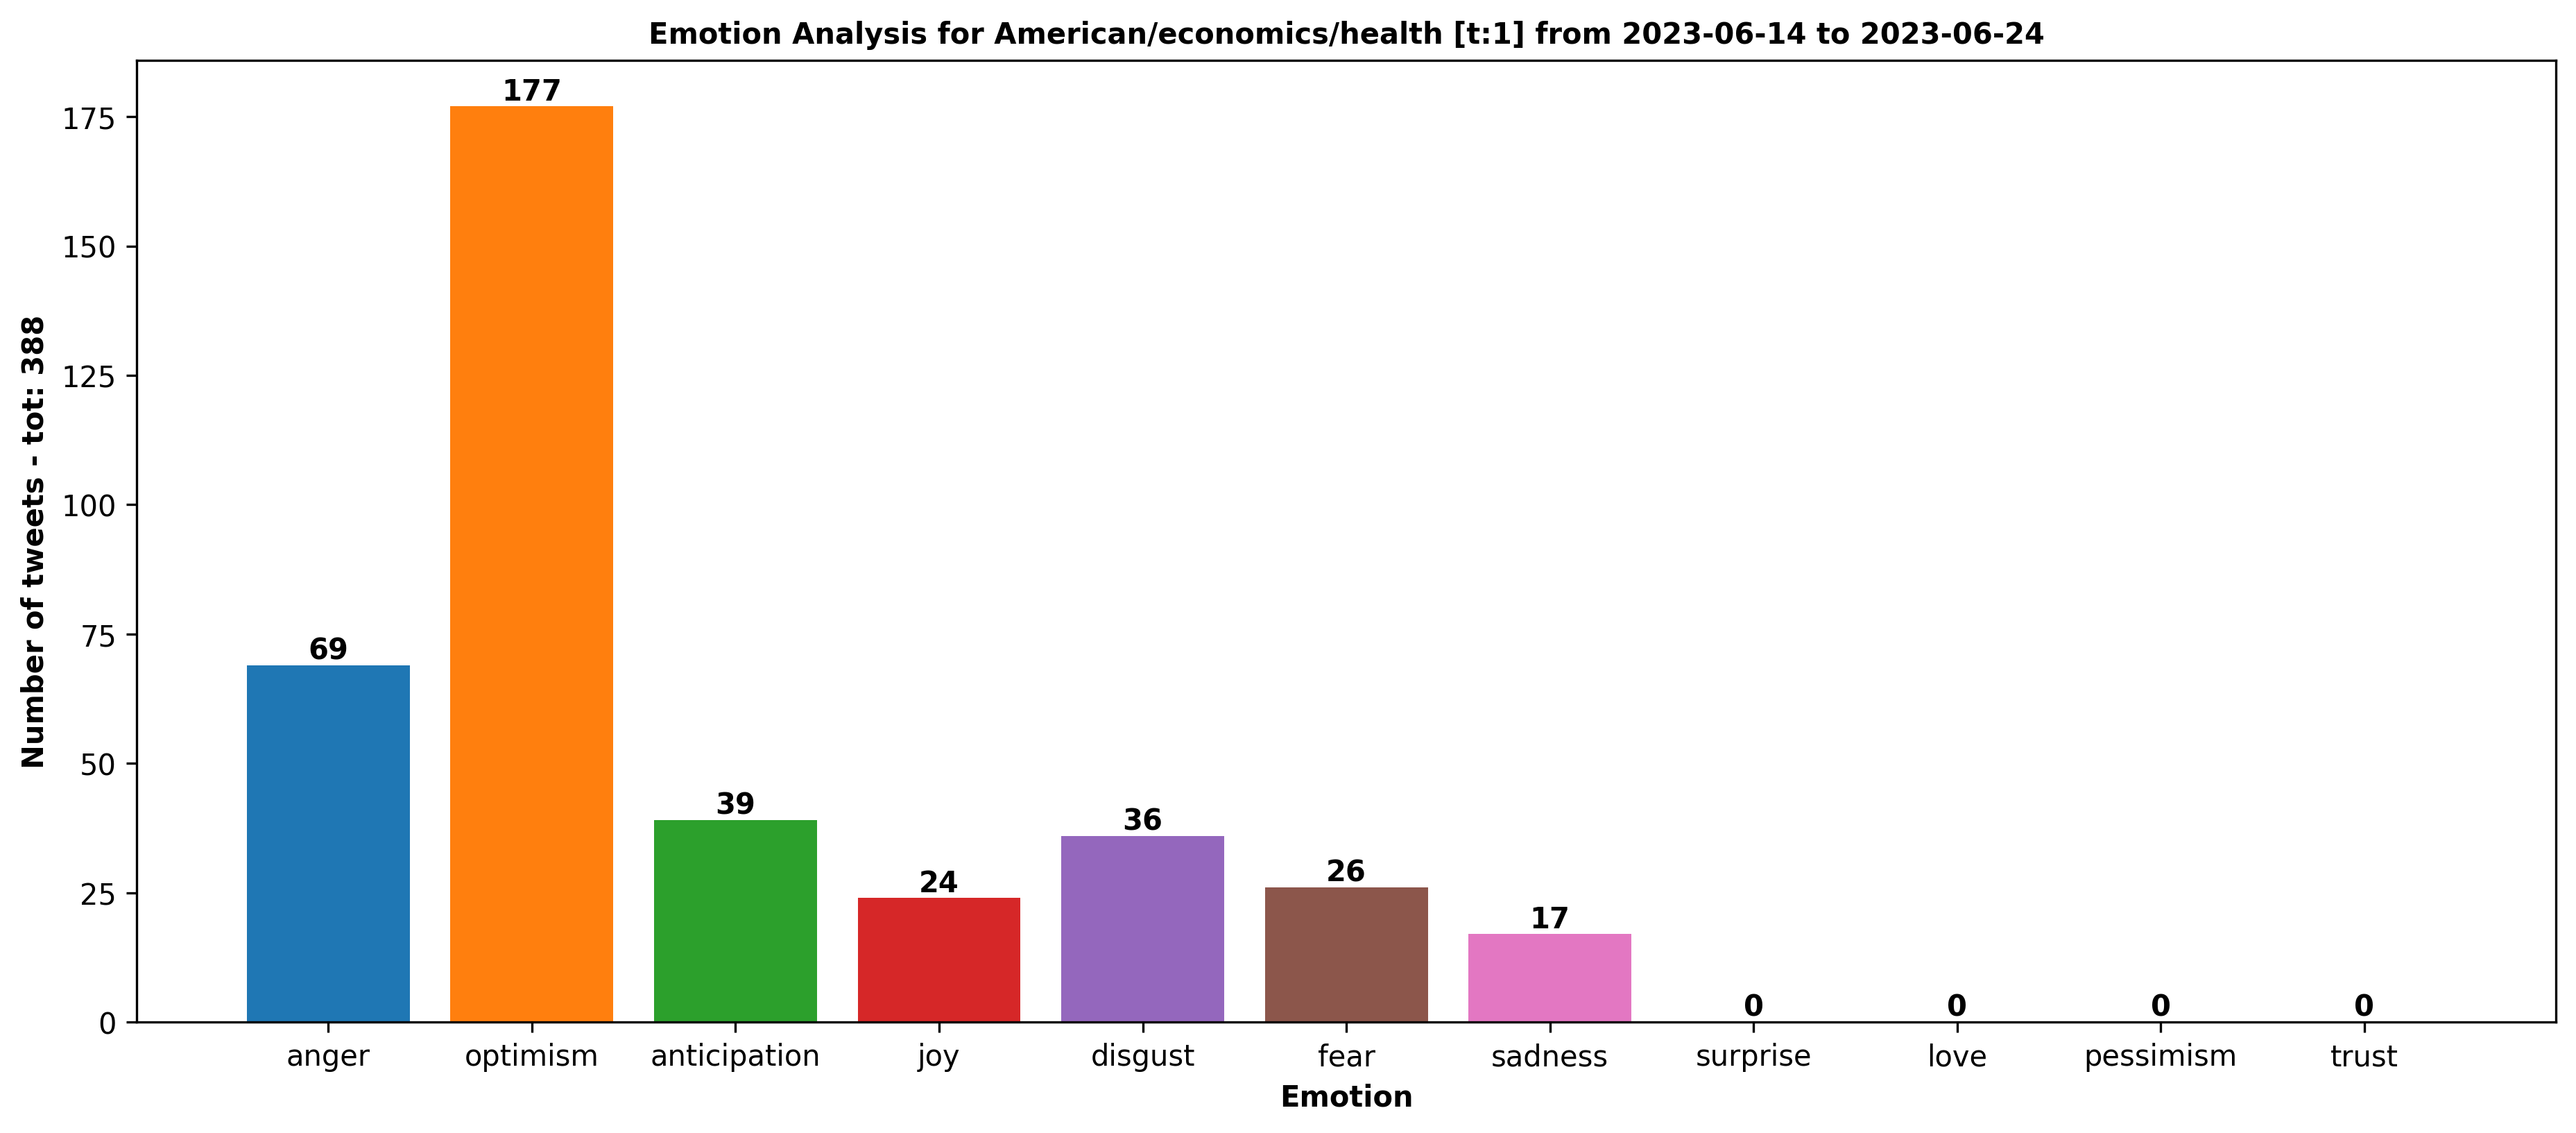 Emotion Analysis for American/economics/health [t:1] from 2023-06-14 to 2023-06-24
Number of tweets - tot: 388
175
150
125
100
75
50
25
0
69
177
39
24
36
26
17
0
0
0
0
anger
optimism
anticipation
joy
disgust
fear
sadness
surprise
love
pessimism
trust
Emotion